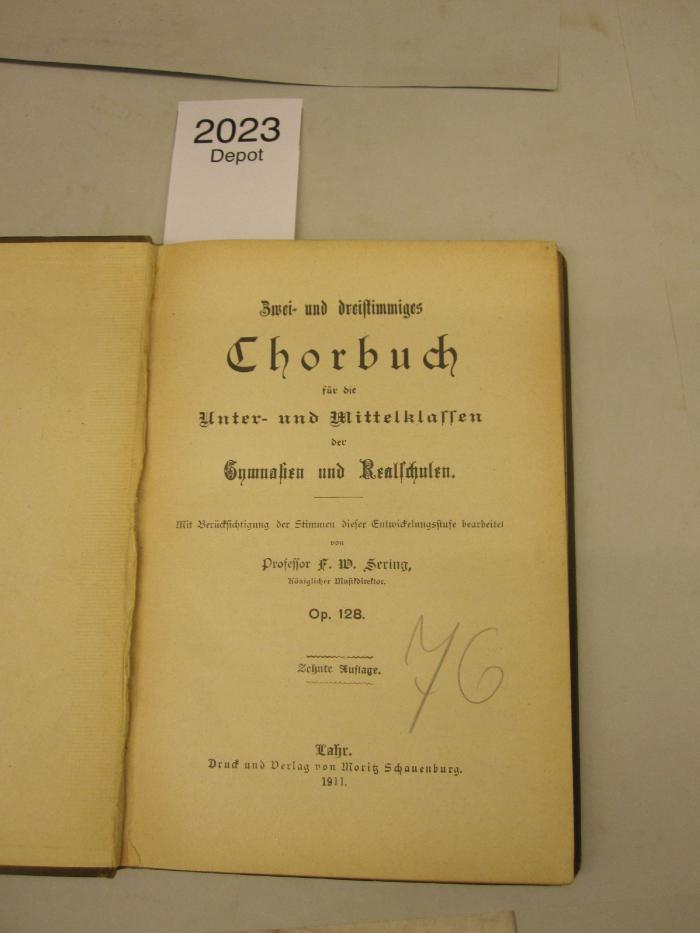 2023
Depot
Zwei- und dreistimmiges
Chorbuch
für die
Unter- und Mittelklassen
der
Gymnasien und Realschulen.
Mit Berücksichtigung der Stimmen dieser Entwickelungsstufe bearbeitet
von
Professor F. W. Sering,
Königlicher Musikdirektor.
Op. 128.
Zehnte Auflage.
76
Lahr.
Druck und Verlag von Moritz Schauenburg.
1911.